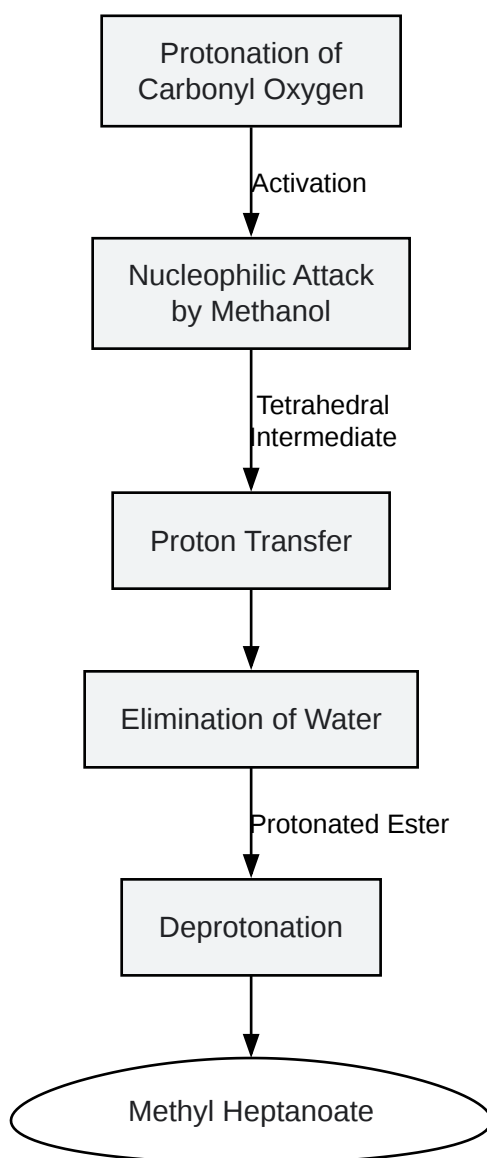 Protonation of
Carbonyl Oxygen
Activation
Nucleophilic Attack
by Methanol
Tetrahedral
Intermediate
Proton Transfer
Elimination of Water
Protonated Ester
Deprotonation
Methyl Heptanoate